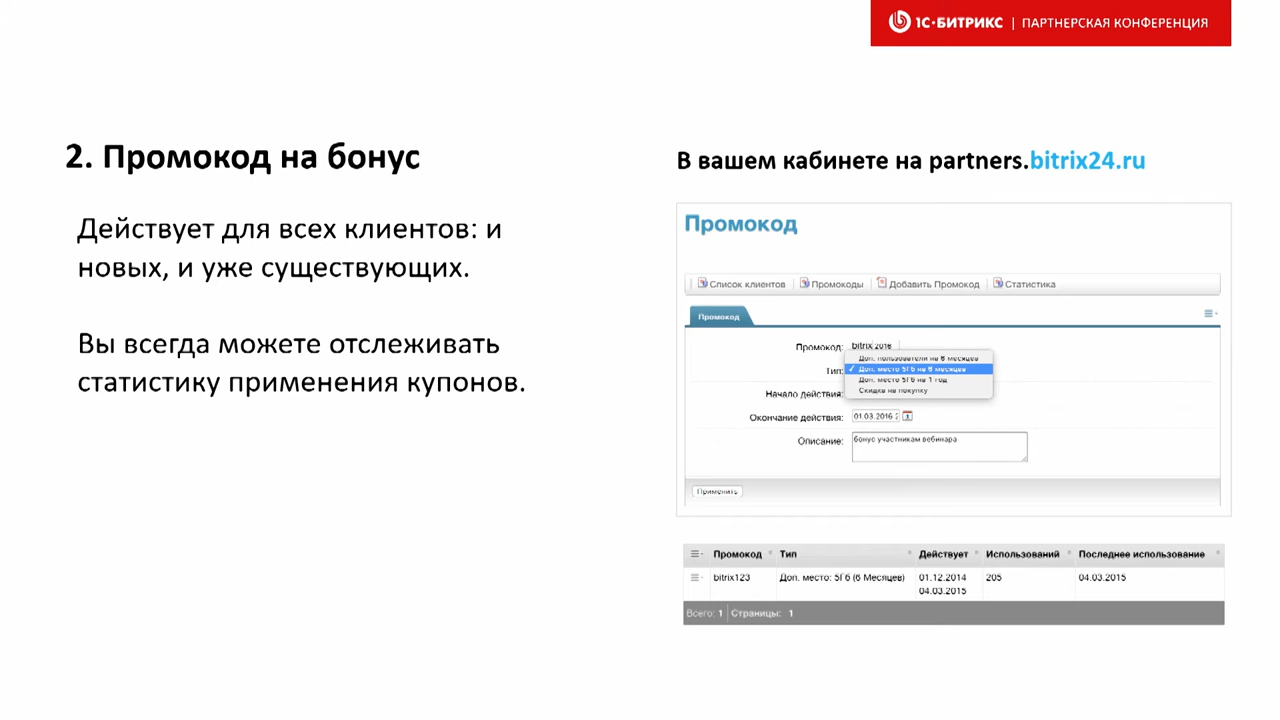 1С-БИТРИКС | ПАРТНЕРСКАЯ КОНФЕРЕНЦИЯ
2. Промокод на бонус
Действует для всех клиентов: и
новых, и уже существующих.
Вы всегда можете отслеживать
статистику применения купонов.
В вашем кабинете на partners.bitrix24.ru
Промокод
Список клиентов Промокоды Добавить Промокод Статистика
Промокод
Промокод: bitrix2016
Тип:
Доп. пользователи на 6 месяцев
✓ Доп. место 5Гб на 6 месяцев
Доп. место 5Гб на 1 год
Скидка на покупку
Начало действия:
Окончание действия: 01.03.2016
Описание: бонус участникам вебинара
Применить
Промокод Тип Действует Использований Последнее использование
bitrix123 Доп. место: 5Гб (6 Месяцев) 01.12.2014 205 04.03.2015
04.03.2015
Всего: 1 Страницы: 1